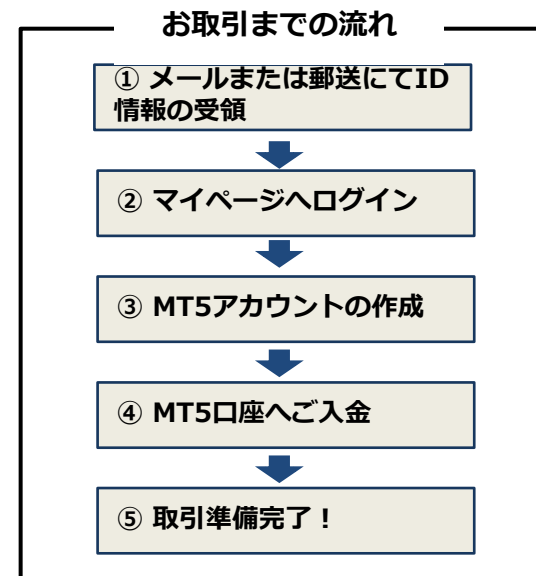 お取引までの流れ
① メールまたは郵送にてID
情報の受領
② マイページへログイン
③ MT5アカウントの作成
④ MT5口座へご入金
⑤ 取引準備完了！